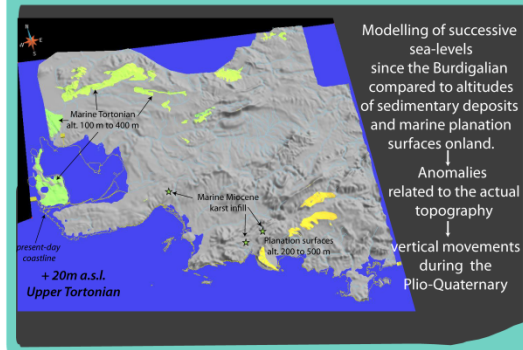 Modelling of successive
sea-levels
since the Burdigalian
compared to altitudes
of sedimentary deposits
and marine planation
surfaces onland.
Anomalies
related to the actual
topography
vertical movements
during the
Plio-Quaternary
N
E
S
W
Marine Tortonian
alt. 100 m to 400 m
Marine Miocene
karst infill
Planation surfaces
alt. 200 to 500 m
present-day
coastline
+ 20m a.s.l.
Upper Tortonian